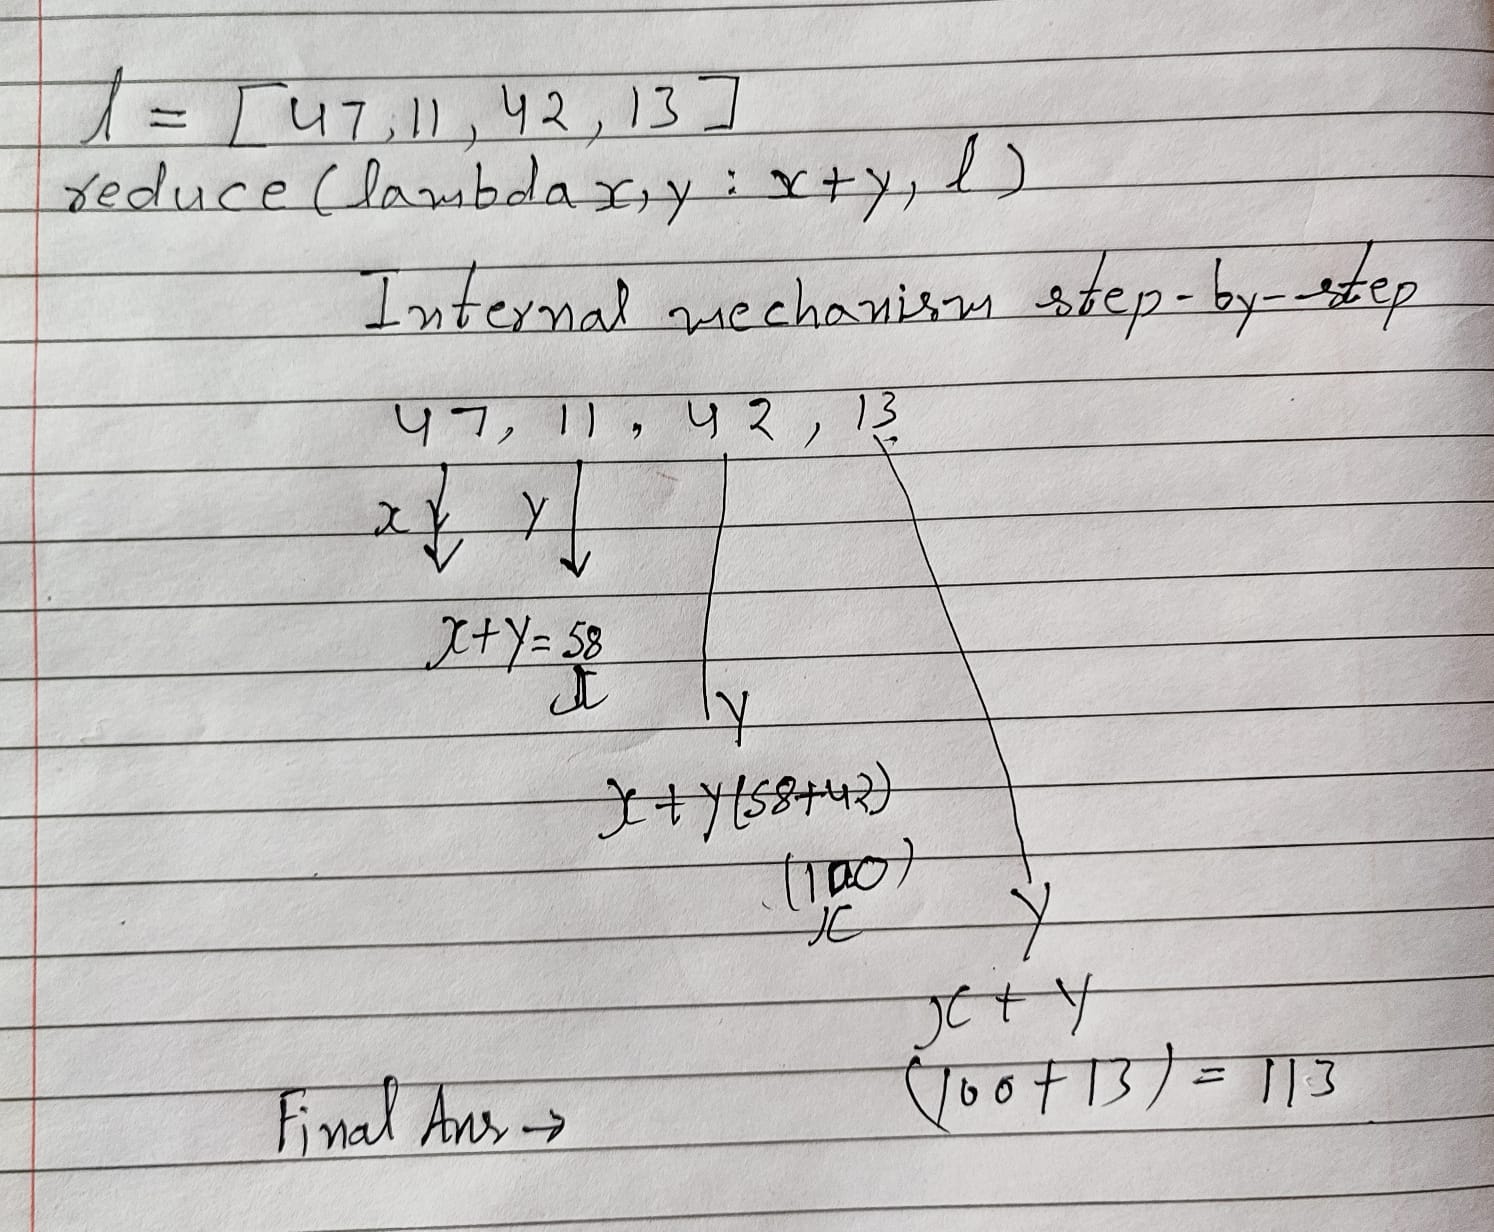 l = [47, 11, 42, 13]
reduce (lambda x, y : x+y, l)
Internal mechanism step-by-step
47, 11, 42, 13
x y
x+y = 58
x y
x + y (58+42)
(100)
x y
x + y
(100 + 13) = 113
Final Ans →